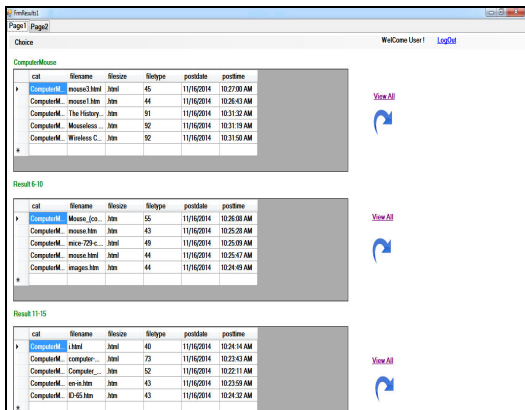 FrmResults1
Page1 Page2
Choice WelCome User ! LogOut
ComputerMouse
cat filename filesize filetype postdate posttime
ComputerM... mouse3.html .html 45 11/16/2014 10:27:00 AM
ComputerM... mouse1.htm .htm 44 11/16/2014 10:26:43 AM
ComputerM... The History... .htm 91 11/16/2014 10:31:32 AM
ComputerM... Mouseless ... .htm 92 11/16/2014 10:31:19 AM
ComputerM... Wireless C... .htm 92 11/16/2014 10:31:50 AM
View All
Result 6-10
cat filename filesize filetype postdate posttime
ComputerM... Mouse_(co... .htm 55 11/16/2014 10:26:08 AM
ComputerM... mouse.htm .htm 43 11/16/2014 10:25:28 AM
ComputerM... mice-729-c... .html 49 11/16/2014 10:25:09 AM
ComputerM... mouse.html .html 44 11/16/2014 10:25:47 AM
ComputerM... images.htm .htm 44 11/16/2014 10:24:49 AM
View All
Result 11-15
cat filename filesize filetype postdate posttime
ComputerM... i.html .html 40 11/16/2014 10:24:14 AM
ComputerM... computer-... .html 73 11/16/2014 10:23:43 AM
ComputerM... Computer_... .htm 52 11/16/2014 10:22:11 AM
ComputerM... en-in.htm .htm 43 11/16/2014 10:23:59 AM
ComputerM... ID-65.htm .htm 43 11/16/2014 10:24:32 AM
View All